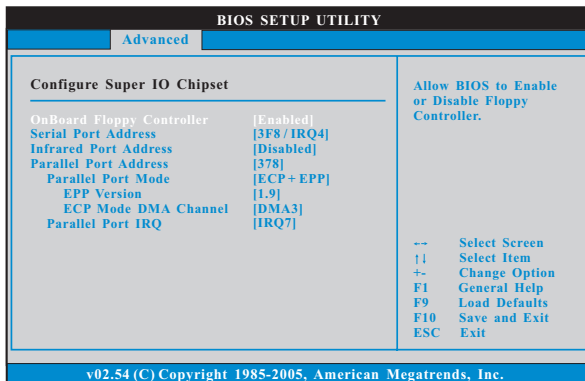 BIOS SETUP UTILITY
Advanced
Configure Super IO Chipset
OnBoard Floppy Controller [Enabled]
Serial Port Address [3F8 / IRQ4]
Infrared Port Address [Disabled]
Parallel Port Address [378]
Parallel Port Mode [ECP + EPP]
EPP Version [1.9]
ECP Mode DMA Channel [DMA3]
Parallel Port IRQ [IRQ7]
Allow BIOS to Enable
or Disable Floppy
Controller.
←→ Select Screen
↑↓ Select Item
+- Change Option
F1 General Help
F9 Load Defaults
F10 Save and Exit
ESC Exit
v02.54 (C) Copyright 1985-2005, American Megatrends, Inc.